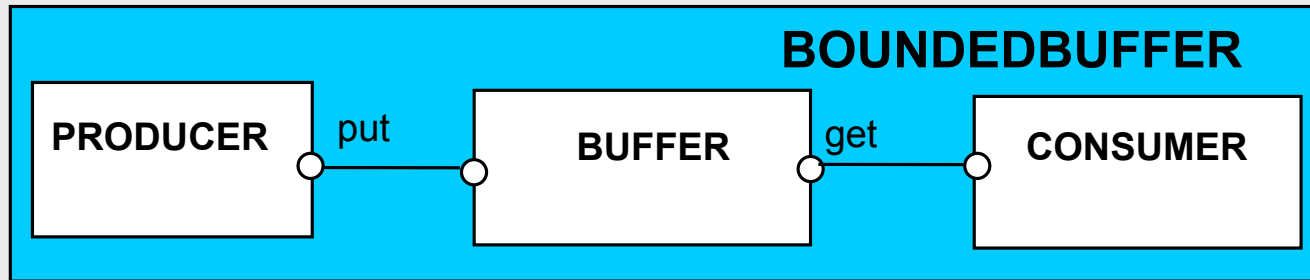 BOUNDEDBUFFER
PRODUCER
put
BUFFER
get
CONSUMER